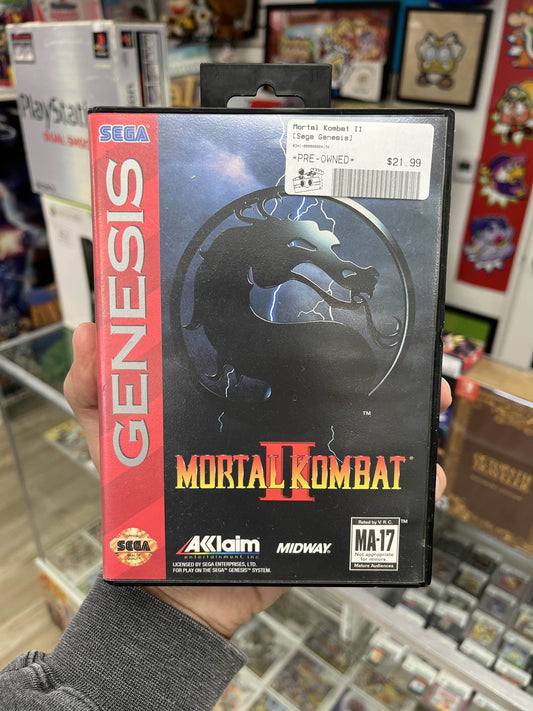 PlayStation
SEGA
GENESIS
Mortal Kombat II
[Sega Genesis]
*PRE-OWNED*
$21.99
TM
II
MORTAL KOMBAT®
SEGA
AKKlaim
entertainment, inc.
MIDWAY®
LICENSED BY SEGA ENTERPRISES, LTD.
FOR PLAY ON THE SEGA™ GENESIS™ SYSTEM.
Rated by V.R.C.
TM
MA-17
Not appropriate
for minors.
Mature Audiences